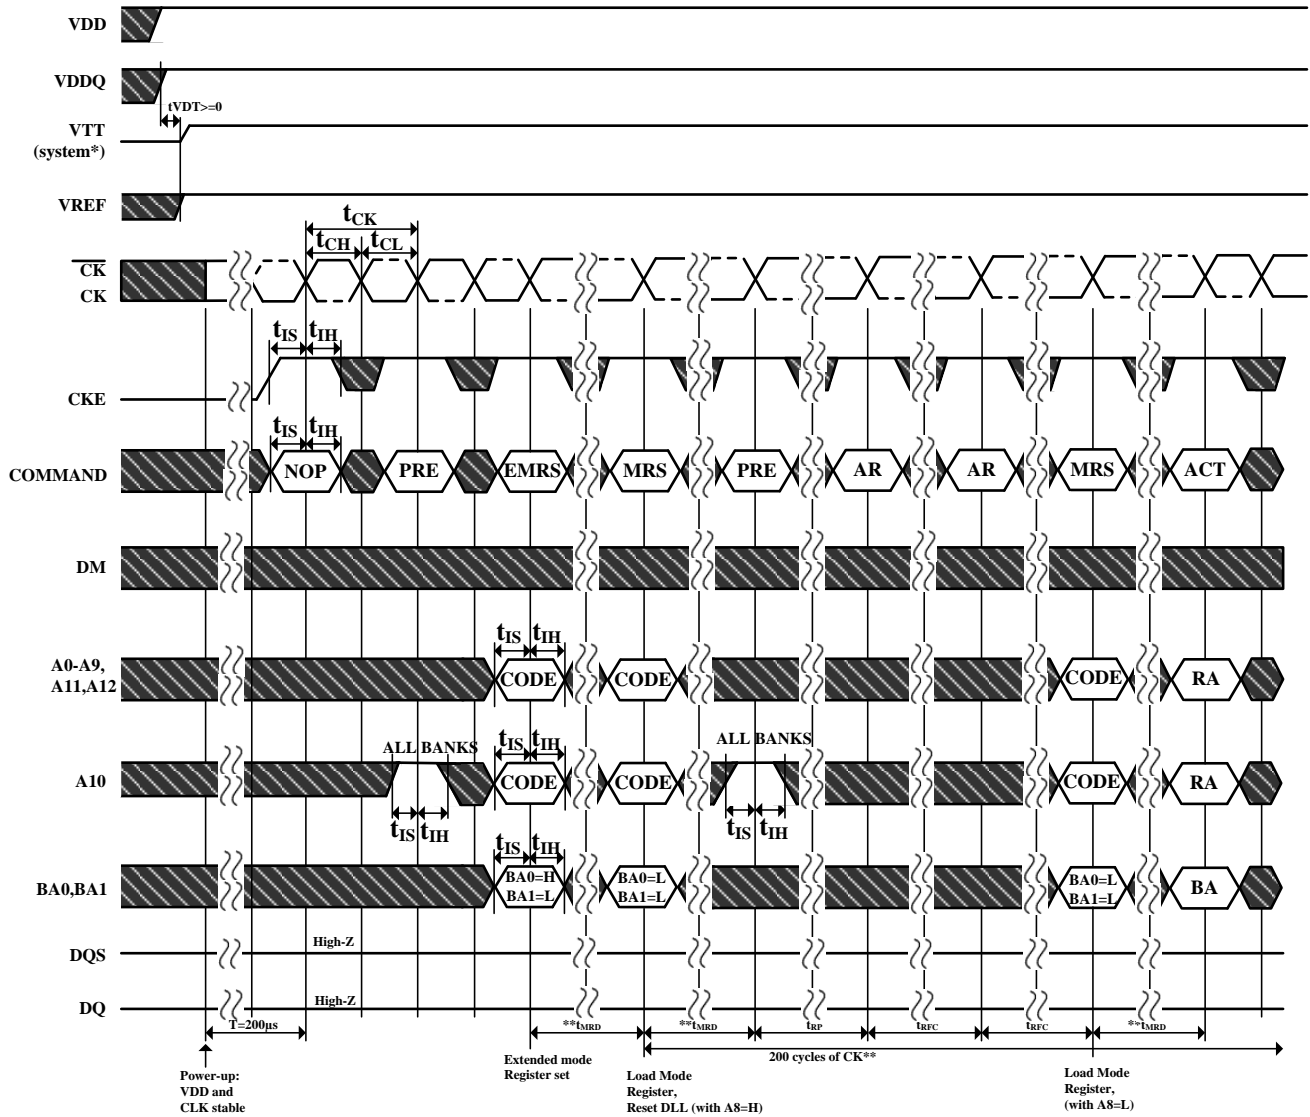 VDD
VDDQ
tVDT>=0
VTT
(system*)
VREF
tCK
tCH
tCL
CK
CK
tIS
tIH
CKE
tIS
tIH
COMMAND
NOP
PRE
EMRS
MRS
PRE
AR
AR
MRS
ACT
DM
tIS
tIH
A0-A9,
A11,A12
CODE
CODE
CODE
RA
ALL BANKS
tIS
tIH
ALL BANKS
A10
CODE
CODE
CODE
RA
tIS
tIH
tIS
tIH
tIS
tIH
BA0,BA1
BA0=H
BA1=L
BA0=L
BA1=L
BA0=L
BA1=L
BA
High-Z
DQS
High-Z
DQ
T=200µs
**tMRD
**tMRD
tRP
tRFC
tRFC
**tMRD
200 cycles of CK**
Power-up:
VDD and
CLK stable
Extended mode
Register set
Load Mode
Register,
Reset DLL (with A8=H)
Load Mode
Register,
(with A8=L)